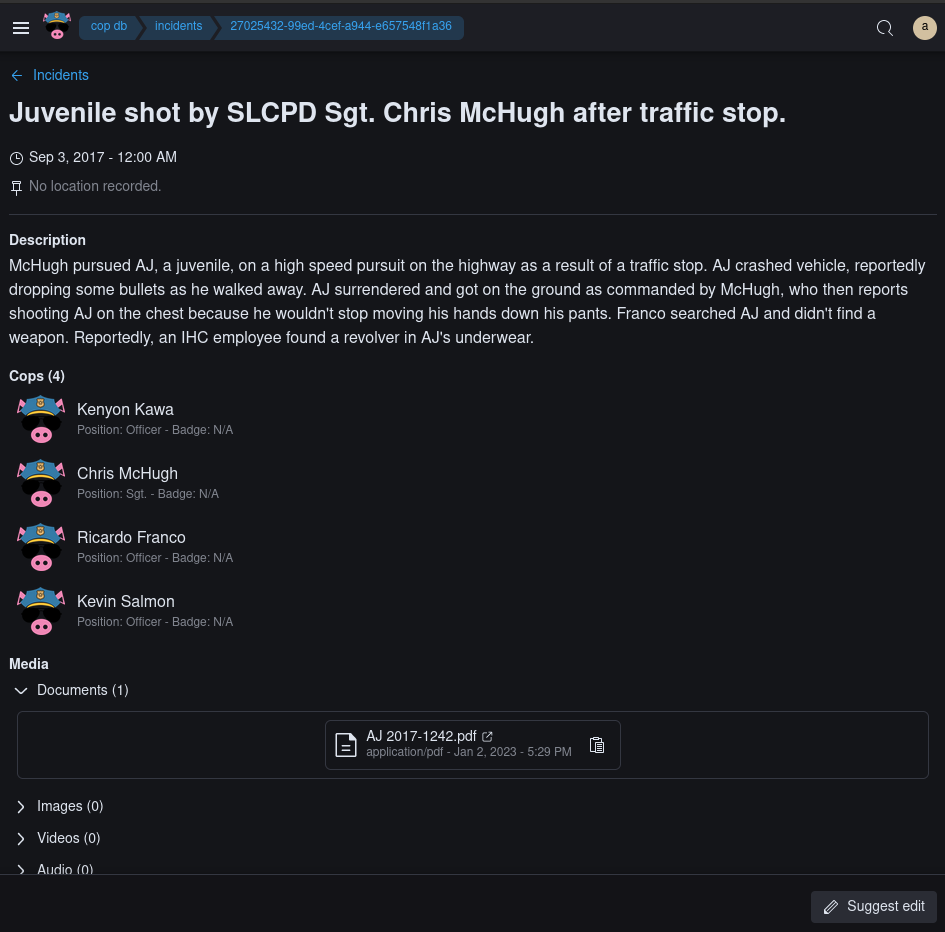 cop db
incidents
27025432-99ed-4cef-a944-e657548f1a36
a
Incidents
Juvenile shot by SLCPD Sgt. Chris McHugh after traffic stop.
Sep 3, 2017 - 12:00 AM
No location recorded.
Description
McHugh pursued AJ, a juvenile, on a high speed pursuit on the highway as a result of a traffic stop. AJ crashed vehicle, reportedly
dropping some bullets as he walked away. AJ surrendered and got on the ground as commanded by McHugh, who then reports
shooting AJ on the chest because he wouldn't stop moving his hands down his pants. Franco searched AJ and didn't find a
weapon. Reportedly, an IHC employee found a revolver in AJ's underwear.
Cops (4)
Kenyon Kawa
Position: Officer - Badge: N/A
Chris McHugh
Position: Sgt. - Badge: N/A
Ricardo Franco
Position: Officer - Badge: N/A
Kevin Salmon
Position: Officer - Badge: N/A
Media
Documents (1)
AJ 2017-1242.pdf
application/pdf - Jan 2, 2023 - 5:29 PM
Images (0)
Videos (0)
Audio (0)
Suggest edit